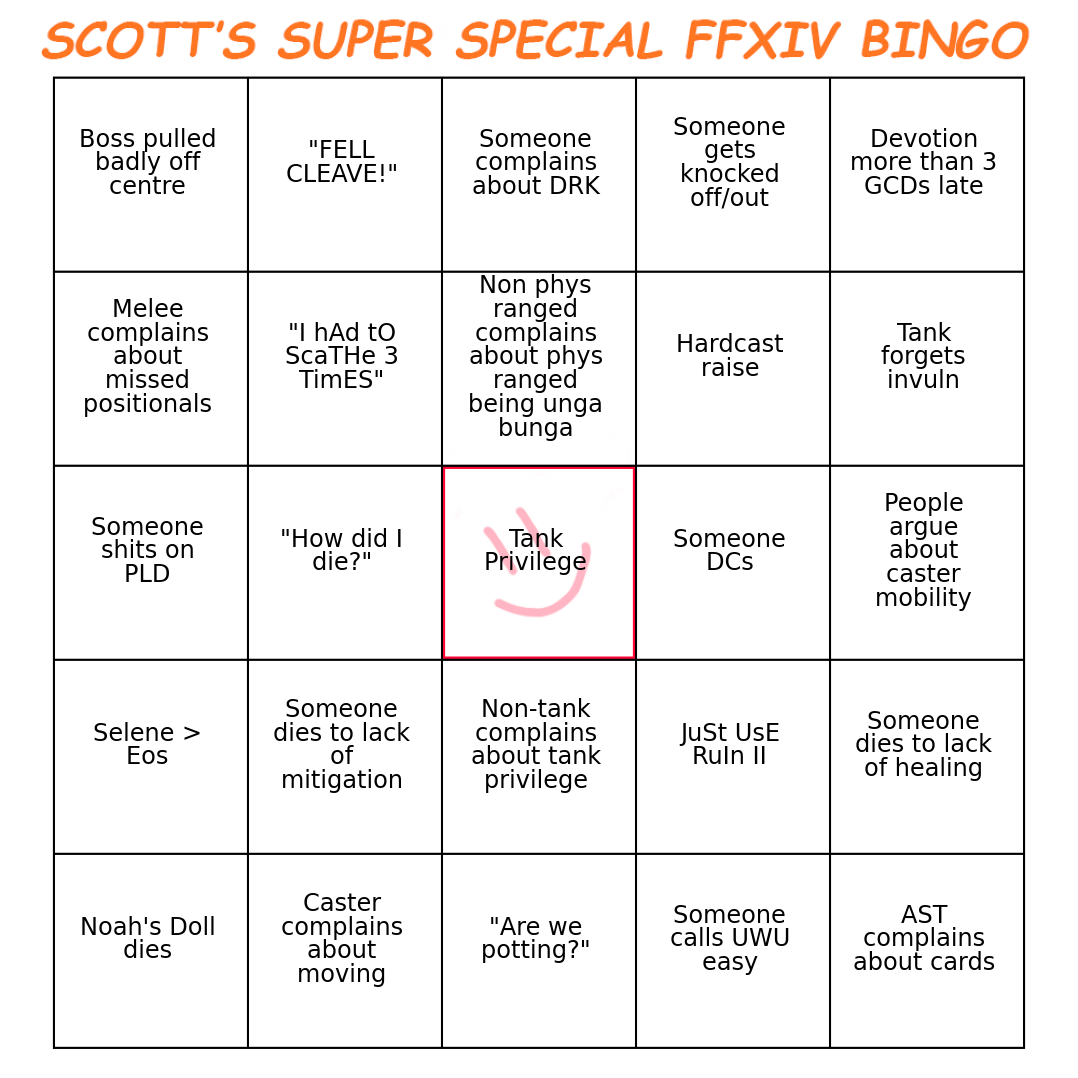 SCOTT'S SUPER SPECIAL FFXIV BINGO
Boss pulled
badly off
centre
"FELL
CLEAVE!"
Someone
complains
about DRK
Someone
gets
knocked
off/out
Devotion
more than 3
GCDs late
Melee
complains
about
missed
positionals
"I hAd tO
ScaTHe 3
TimES"
Non phys
ranged
complains
about phys
ranged
being unga
bunga
Hardcast
raise
Tank
forgets
invuln
Someone
shits on
PLD
"How did I
die?"
Tank
Privilege
Someone
DCs
People
argue
about
caster
mobility
Selene >
Eos
Someone
dies to lack
of
mitigation
Non-tank
complains
about tank
privilege
JuSt UsE
RuIn II
Someone
dies to lack
of healing
Noah's Doll
dies
Caster
complains
about
moving
"Are we
potting?"
Someone
calls UWU
easy
AST
complains
about cards